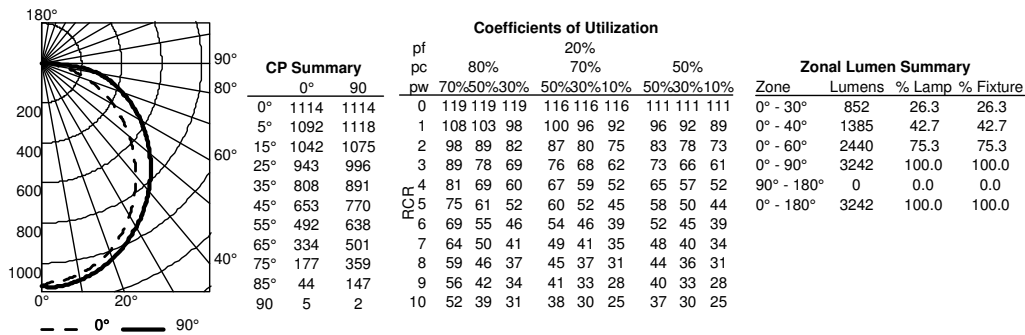 180°
90°
80°
200
400
60°
600
800
40°
1000
0° 20°
0° 90°
CP Summary
0° 90
0° 1114 1114
5° 1092 1118
15° 1042 1075
25° 943 996
35° 808 891
45° 653 770
55° 492 638
65° 334 501
75° 177 359
85° 44 147
90 5 2
Coefficients of Utilization
pf 20%
pc 80% 70% 50%
pw 70%50%30% 50%30%10% 50%30%10%
RCR
0 119 119 119 116 116 116 111 111 111
1 108 103 98 100 96 92 96 92 89
2 98 89 82 87 80 75 83 78 73
3 89 78 69 76 68 62 73 66 61
4 81 69 60 67 59 52 65 57 52
5 75 61 52 60 52 45 58 50 44
6 69 55 46 54 46 39 52 45 39
7 64 50 41 49 41 35 48 40 34
8 59 46 37 45 37 31 44 36 31
9 56 42 34 41 33 28 40 33 28
10 52 39 31 38 30 25 37 30 25
Zonal Lumen Summary
Zone Lumens % Lamp % Fixture
0° - 30° 852 26.3 26.3
0° - 40° 1385 42.7 42.7
0° - 60° 2440 75.3 75.3
0° - 90° 3242 100.0 100.0
90° - 180° 0 0.0 0.0
0° - 180° 3242 100.0 100.0